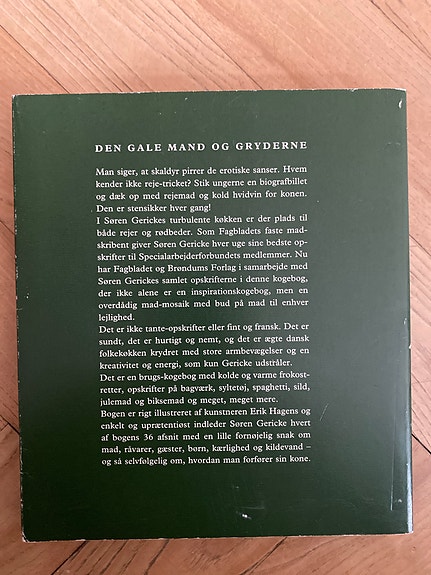 DEN GALE MAND OG GRYDERNE
Man siger, at skaldyr pirrer de erotiske sanser. Hvem
kender ikke reje-tricket? Stik ungerne en biografbillet
og dæk op med rejemad og kold hvidvin for konen.
Den er stensikker hver gang!
I Søren Gerickes turbulente køkken er der plads til
både rejer og rødbeder. Som Fagbladets faste mad-
skribent giver Søren Gericke hver uge sine bedste op-
skrifter til Specialarbejderforbundets medlemmer. Nu
har Fagbladet og Brøndums Forlag i samarbejde med
Søren Gerickes samlet opskrifterne i denne kogebog,
der ikke alene er en inspirationskogebog, men en
overdådig mad-mosaik med bud på mad til enhver
lejlighed.
Det er ikke tante-opskrifter eller fint og fransk. Det er
sundt, det er hurtigt og nemt, og det er ægte dansk
folkekøkken krydret med store armbevægelser og en
kreativitet og energi, som kun Gericke udstråler.
Det er en brugs-kogebog med kolde og varme frokost-
retter, opskrifter på bagværk, syltetøj, spaghetti, sild,
julemad og biksemad og meget, meget mere.
Bogen er rigt illustreret af kunstneren Erik Hagens og
enkelt og uprætentiøst indleder Søren Gericke hvert
af bogens 36 afsnit med en lille fornøjelig snak om
mad, råvarer, gæster, børn, kærlighed og kildevand –
og så selvfølgelig om, hvordan man forfører sin kone.